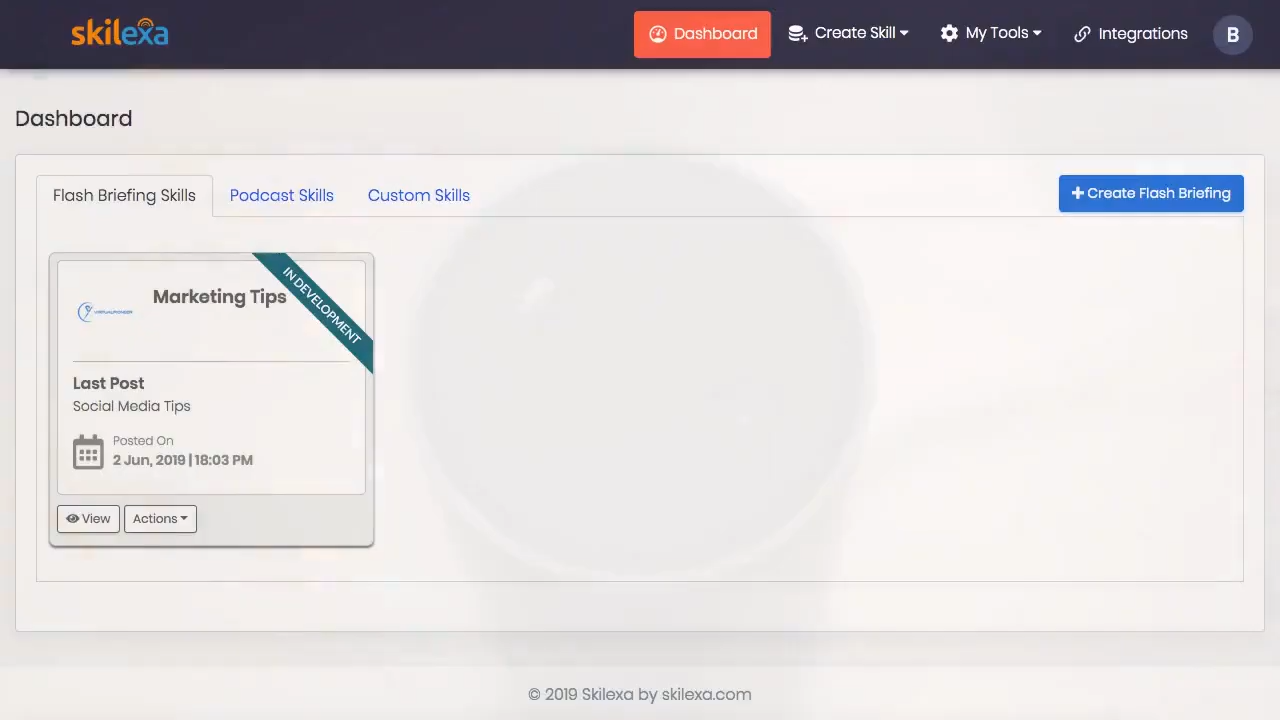 skilexa
Dashboard
Create Skill
My Tools
Integrations
B
Dashboard
Flash Briefing Skills
Podcast Skills
Custom Skills
Create Flash Briefing
Marketing Tips
IN DEVELOPMENT
Last Post
Social Media Tips
Posted On
2 Jun, 2019 | 18:03 PM
View
Actions
© 2019 Skilexa by skilexa.com